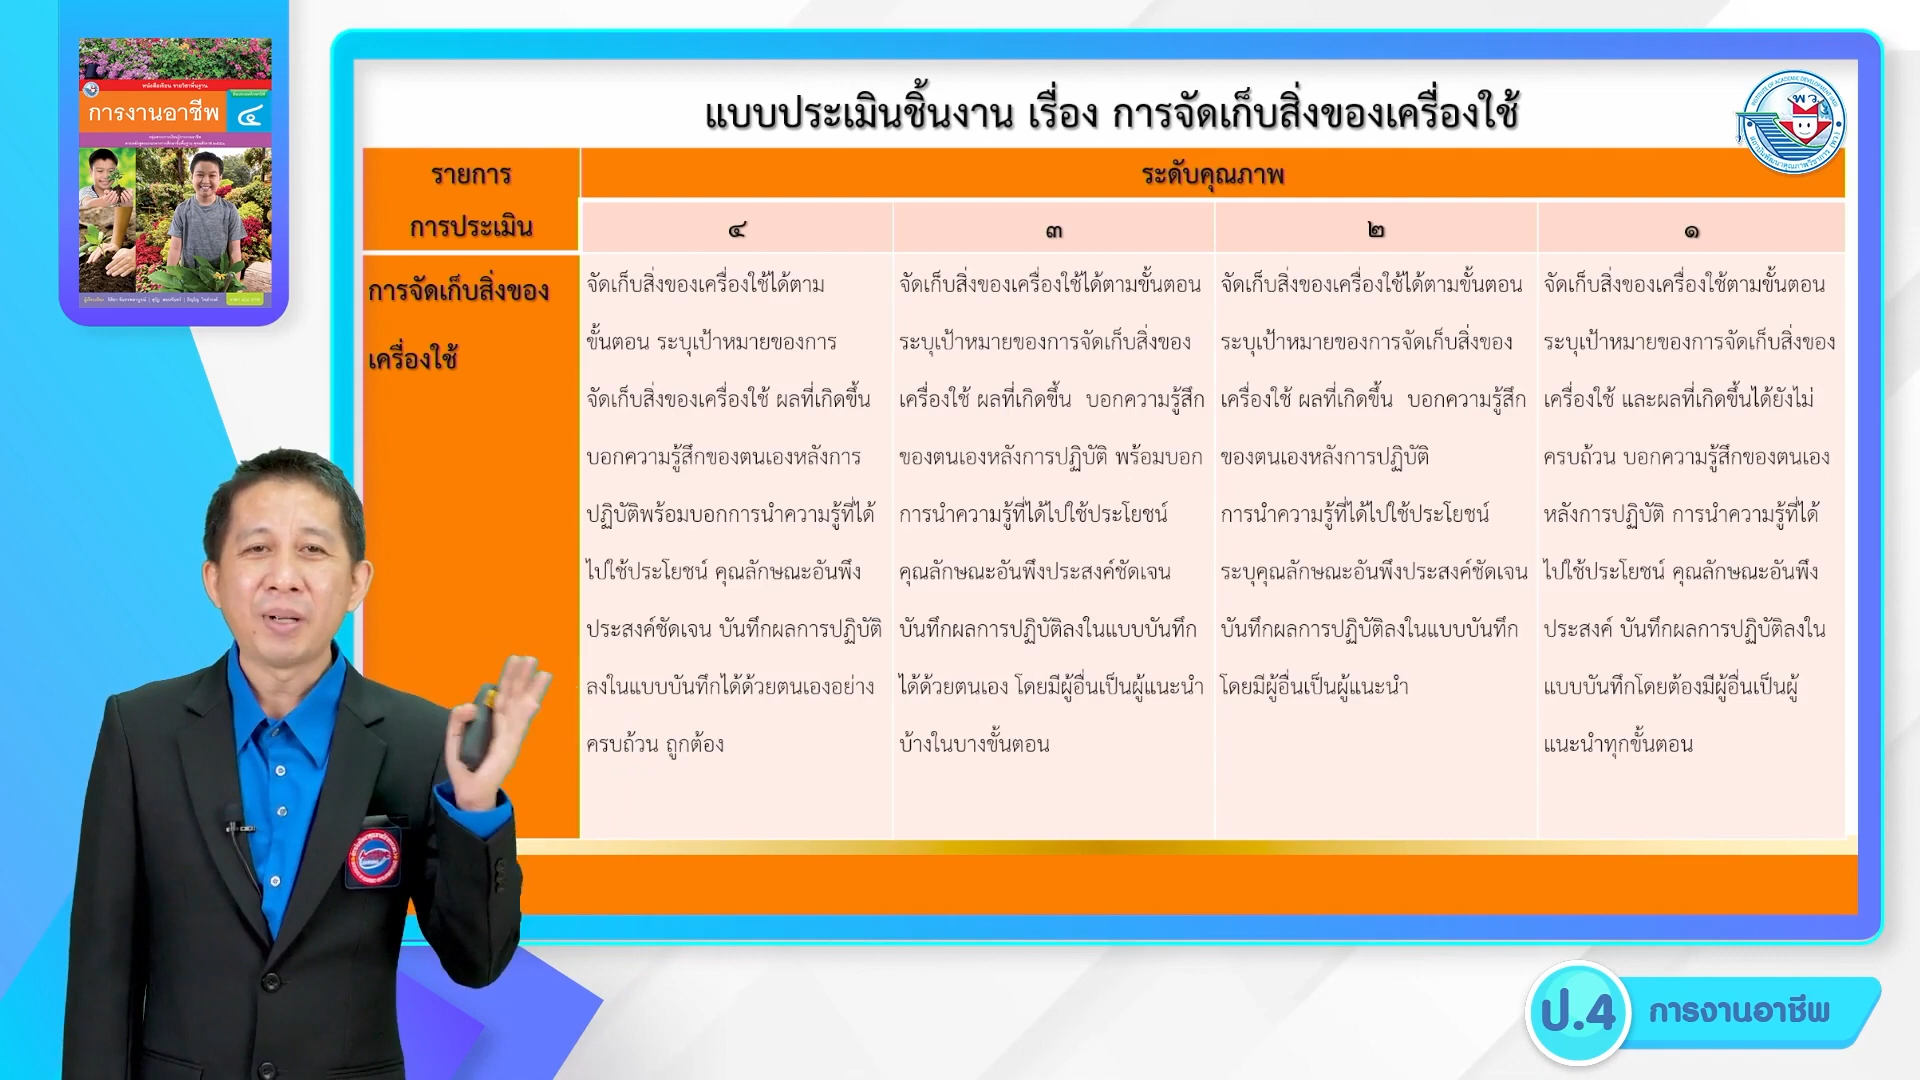 หนังสือเรียน รายวิชาพื้นฐาน
การงานอาชีพ
๔
แบบประเมินชิ้นงาน เรื่อง การจัดเก็บสิ่งของเครื่องใช้
พว.
รายการ
การประเมิน
ระดับคุณภาพ
๔
๓
๒
๑
การจัดเก็บสิ่งของ
เครื่องใช้
จัดเก็บสิ่งของเครื่องใช้ได้ตาม
ขั้นตอน ระบุเป้าหมายของการ
จัดเก็บสิ่งของเครื่องใช้ ผลที่เกิดขึ้น
บอกความรู้สึกของตนเองหลังการ
ปฏิบัติพร้อมบอกการนำความรู้ที่ได้
ไปใช้ประโยชน์ คุณลักษณะอันพึง
ประสงค์ชัดเจน บันทึกผลการปฏิบัติ
ลงในแบบบันทึกได้ด้วยตนเองอย่าง
ครบถ้วน ถูกต้อง
จัดเก็บสิ่งของเครื่องใช้ได้ตามขั้นตอน
ระบุเป้าหมายของการจัดเก็บสิ่งของ
เครื่องใช้ ผลที่เกิดขึ้น บอกความรู้สึก
ของตนเองหลังการปฏิบัติ พร้อมบอก
การนำความรู้ที่ได้ไปใช้ประโยชน์
คุณลักษณะอันพึงประสงค์ชัดเจน
บันทึกผลการปฏิบัติลงในแบบบันทึก
ได้ด้วยตนเอง โดยมีผู้อื่นเป็นผู้แนะนำ
บ้างในบางขั้นตอน
จัดเก็บสิ่งของเครื่องใช้ได้ตามขั้นตอน
ระบุเป้าหมายของการจัดเก็บสิ่งของ
เครื่องใช้ ผลที่เกิดขึ้น บอกความรู้สึก
ของตนเองหลังการปฏิบัติ
การนำความรู้ที่ได้ไปใช้ประโยชน์
ระบุคุณลักษณะอันพึงประสงค์ชัดเจน
บันทึกผลการปฏิบัติลงในแบบบันทึก
โดยมีผู้อื่นเป็นผู้แนะนำ
จัดเก็บสิ่งของเครื่องใช้ตามขั้นตอน
ระบุเป้าหมายของการจัดเก็บสิ่งของ
เครื่องใช้ และผลที่เกิดขึ้นได้ยังไม่
ครบถ้วน บอกความรู้สึกของตนเอง
หลังการปฏิบัติ การนำความรู้ที่ได้
ไปใช้ประโยชน์ คุณลักษณะอันพึง
ประสงค์ บันทึกผลการปฏิบัติลงใน
แบบบันทึกโดยต้องมีผู้อื่นเป็นผู้
แนะนำทุกขั้นตอน
ป.4
การงานอาชีพ